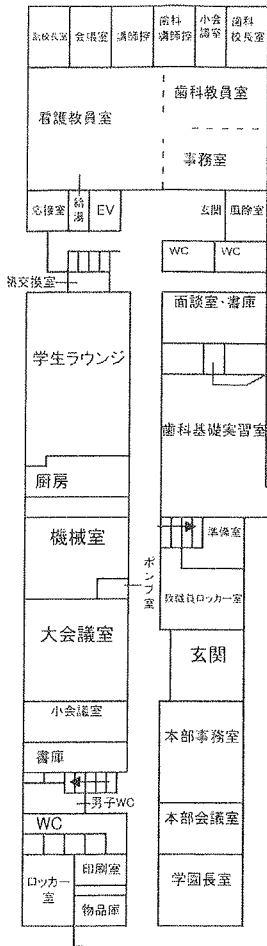 副校長室
会議室
講師控
歯科
講師控
小会
議室
歯科
校長室
看護教員室
歯科教員室
事務室
応接室
給
湯
EV
玄関
風除室
WC
WC
熱交換室
面談室・書庫
学生ラウンジ
歯科基礎実習室
厨房
機械室
準備室
ポンプ室
教職員ロッカー室
大会議室
玄関
小会議室
本部事務室
書庫
男子WC
WC
本部会議室
ロッカー
室
印刷室
学園長室
物品庫